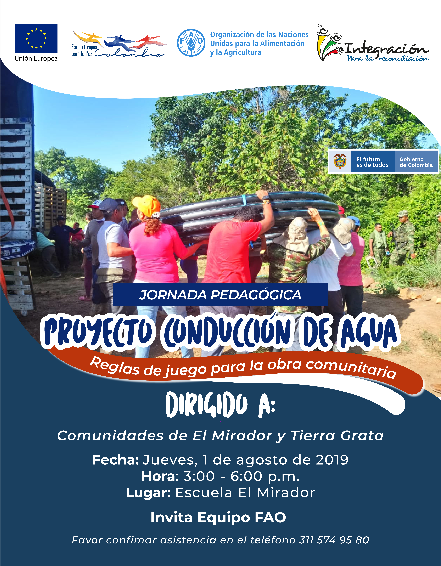 Unión Europea
Organización de las Naciones
Unidas para la Alimentación
y la Agricultura
Integración
Para la reconciliación
El futuro
es de todos
Gobierno
de Colombia
JORNADA PEDAGÓGICA
PROYECTO CONDUCCIÓN DE AGUA
Reglas de juego para la obra comunitaria
DIRIGIDO A:
Comunidades de El Mirador y Tierra Grata
Fecha: Jueves, 1 de agosto de 2019
Hora: 3:00 - 6:00 p.m.
Lugar: Escuela El Mirador
Invita Equipo FAO
Favor confimar asistencia en el teléfono 311 574 95 80